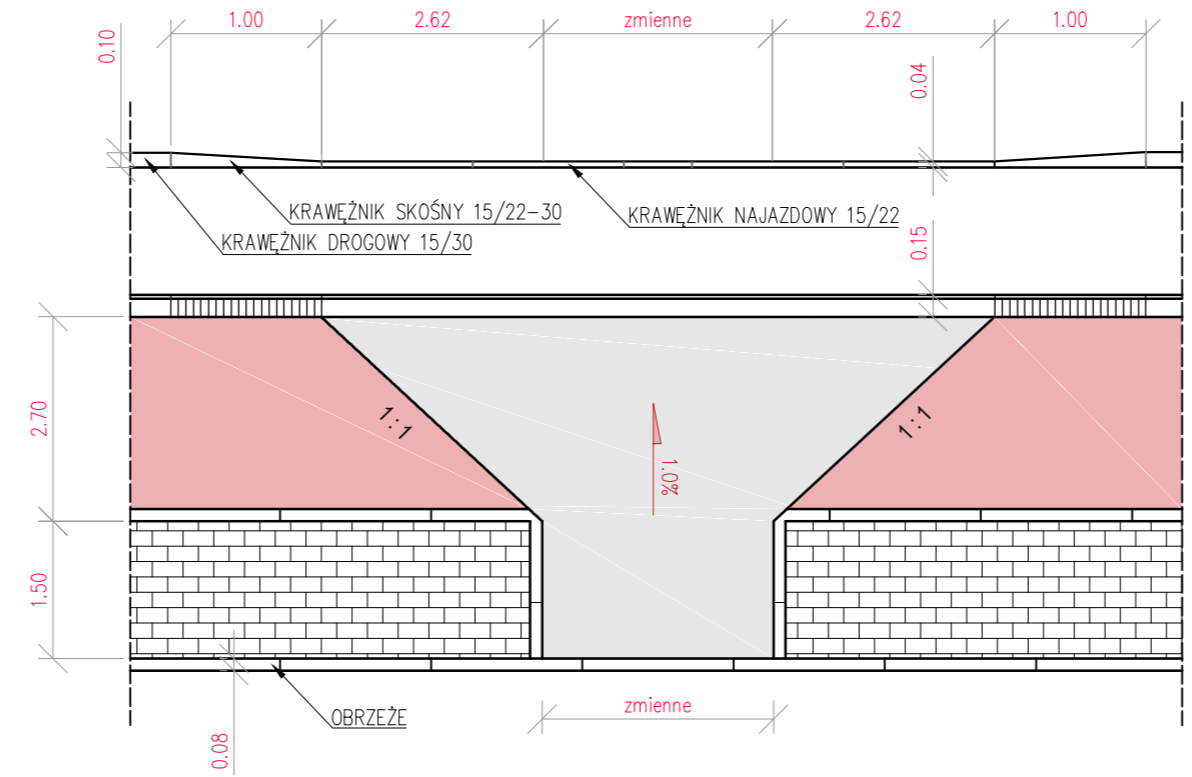 1.00
2.62
zmienne
2.62
1.00
0.10
0.04
KRAWĘŻNIK SKOŚNY 15/22-30
KRAWĘŻNIK NAJAZDOWY 15/22
KRAWĘŻNIK DROGOWY 15/30
0.15
2.70
1:1
1:1
1.0%
1.50
zmienne
OBRZEŻE
0.08